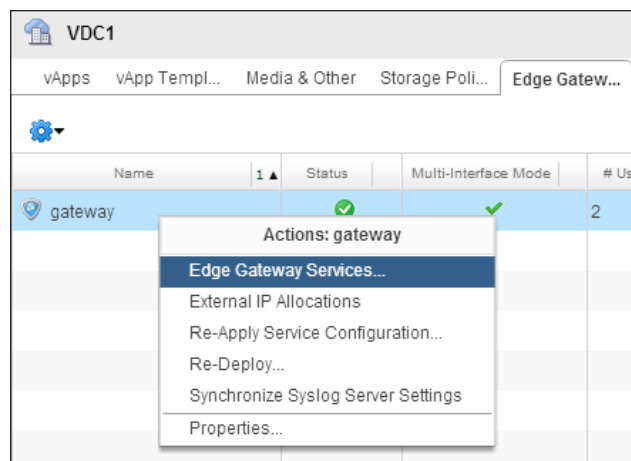 VDC1
vApps vApp Templ... Media & Other Storage Poli... Edge Gatew...
Name 1 ▲ Status Multi-Interface Mode # Us
gateway 2
Actions: gateway
Edge Gateway Services...
External IP Allocations
Re-Apply Service Configuration...
Re-Deploy...
Synchronize Syslog Server Settings
Properties...